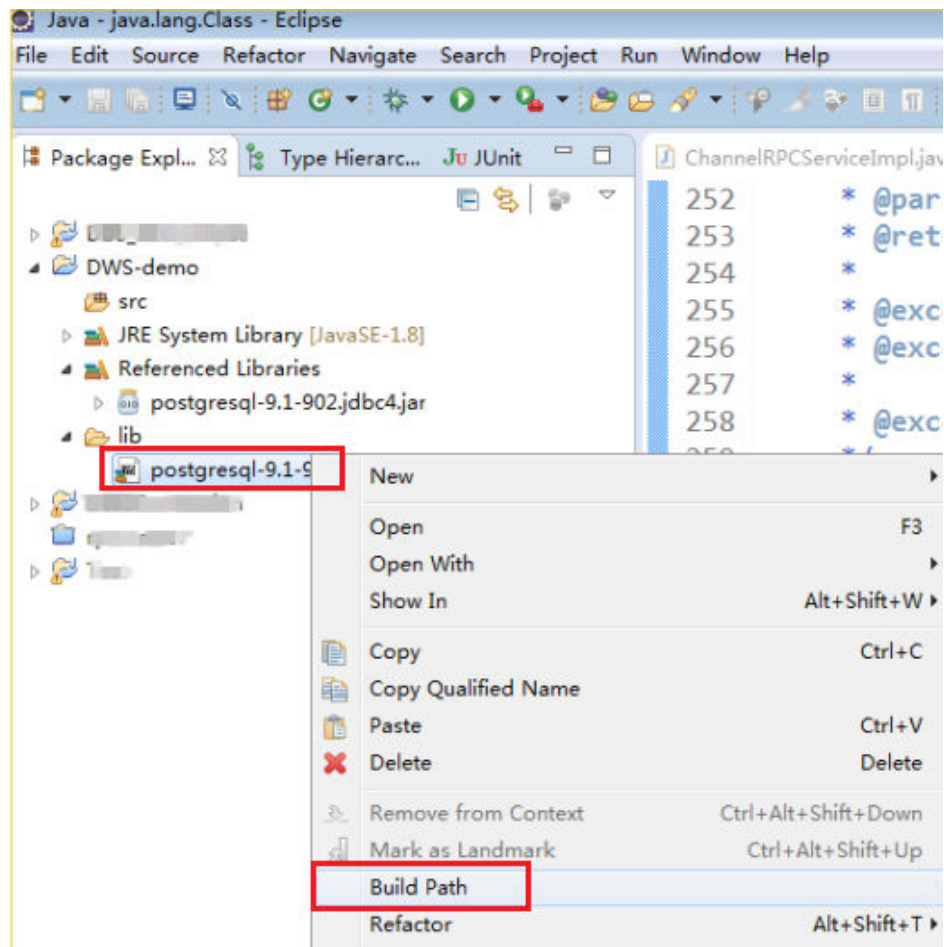 Java - java.lang.Class - Eclipse
File Edit Source Refactor Navigate Search Project Run Window Help
Package Expl... Type Hierarc... Ju JUnit
ChannelRPCServiceImpl.jav
252 * @par
253 * @ret
254 *
255 * @exc
256 * @exc
257 *
258 * @exc
DWS-demo
src
JRE System Library [JavaSE-1.8]
Referenced Libraries
postgresql-9.1-902.jdbc4.jar
lib
postgresql-9.1-9
New
Open F3
Open With
Show In Alt+Shift+W
Copy Ctrl+C
Copy Qualified Name
Paste Ctrl+V
Delete Delete
Remove from Context Ctrl+Alt+Shift+Down
Mark as Landmark Ctrl+Alt+Shift+Up
Build Path
Refactor Alt+Shift+T